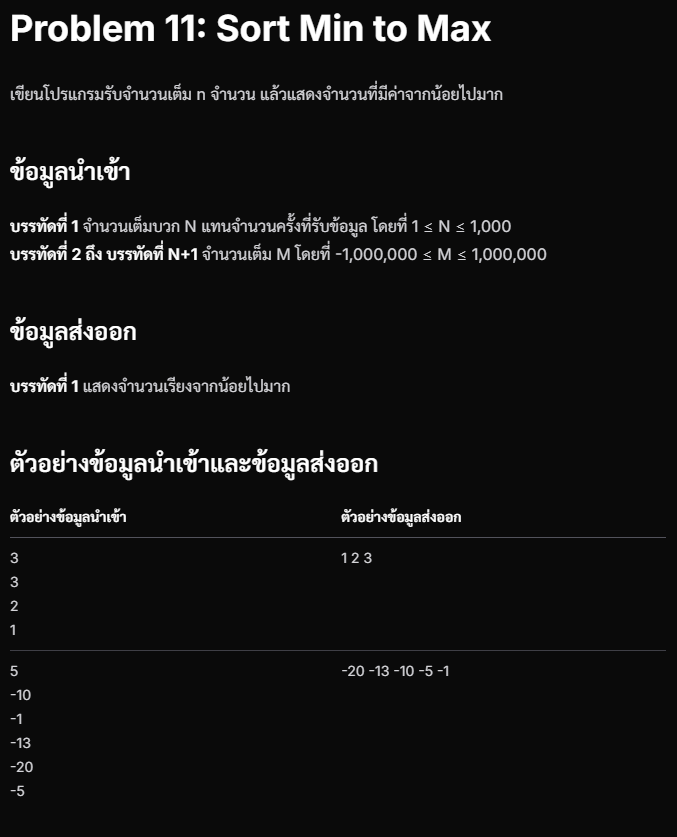 Problem 11: Sort Min to Max
เขียนโปรแกรมรับจำนวนเต็ม n จำนวน แล้วแสดงจำนวนที่มีค่าจากน้อยไปมาก
ข้อมูลนำเข้า
บรรทัดที่ 1 จำนวนเต็มบวก N แทนจำนวนครั้งที่รับข้อมูล โดยที่ 1 ≤ N ≤ 1,000
บรรทัดที่ 2 ถึง บรรทัดที่ N+1 จำนวนเต็ม M โดยที่ -1,000,000 ≤ M ≤ 1,000,000
ข้อมูลส่งออก
บรรทัดที่ 1 แสดงจำนวนเรียงจากน้อยไปมาก
ตัวอย่างข้อมูลนำเข้าและข้อมูลส่งออก
ตัวอย่างข้อมูลนำเข้า ตัวอย่างข้อมูลส่งออก
3 1 2 3
3
2
1
5 -20 -13 -10 -5 -1
-10
-1
-13
-20
-5